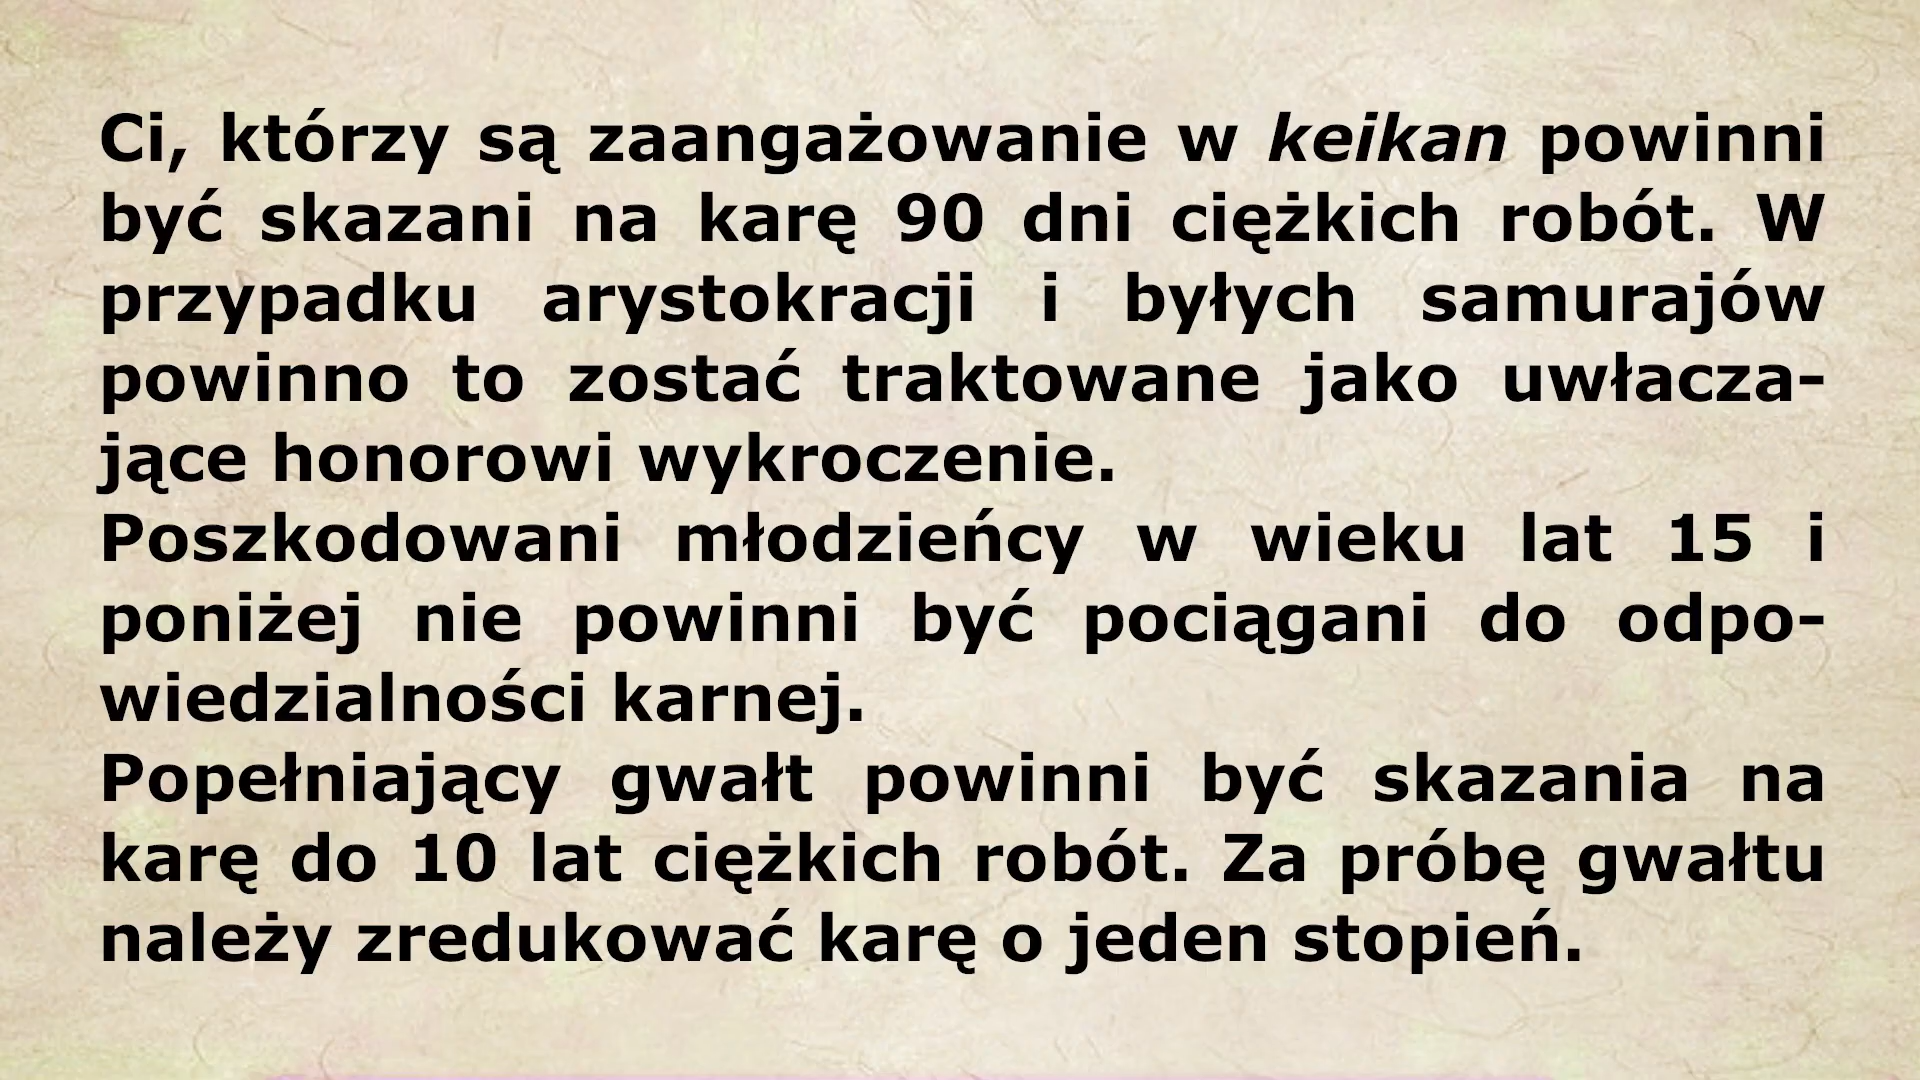 Ci, którzy są zaangażowanie w keikan powinni
być skazani na karę 90 dni ciężkich robót. W
przypadku arystokracji i byłych samurajów
powinno to zostać traktowane jako uwłacza-
jące honorowi wykroczenie.
Poszkodowani młodzieńcy w wieku lat 15 i
poniżej nie powinni być pociągani do odpo-
wiedzialności karnej.
Popełniający gwałt powinni być skazania na
karę do 10 lat ciężkich robót. Za próbę gwałtu
należy zredukować karę o jeden stopień.